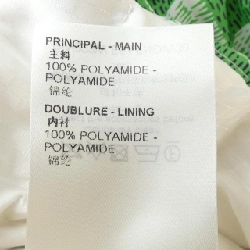 PRINCIPAL - MAIN
主料
100% POLYAMIDE -
POLYAMIDE
锦纶
DOUBLURE - LINING
内衬
100% POLYAMIDE -
POLYAMIDE
锦纶